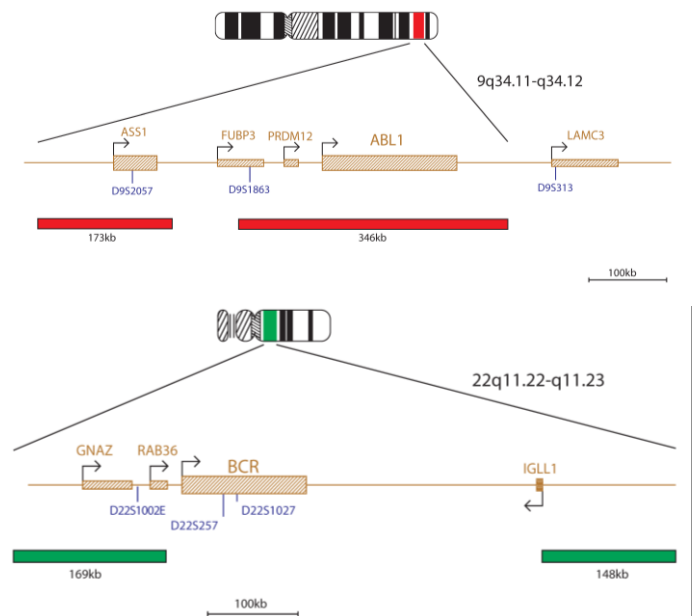 9q34.11-q34.12
ASS1
FUBP3
PRDM12
ABL1
LAMC3
D9S2057
D9S1863
D9S313
173kb
346kb
100kb
22q11.22-q11.23
GNAZ
RAB36
BCR
IGLL1
D22S1002E
D22S257
D22S1027
169kb
148kb
100kb